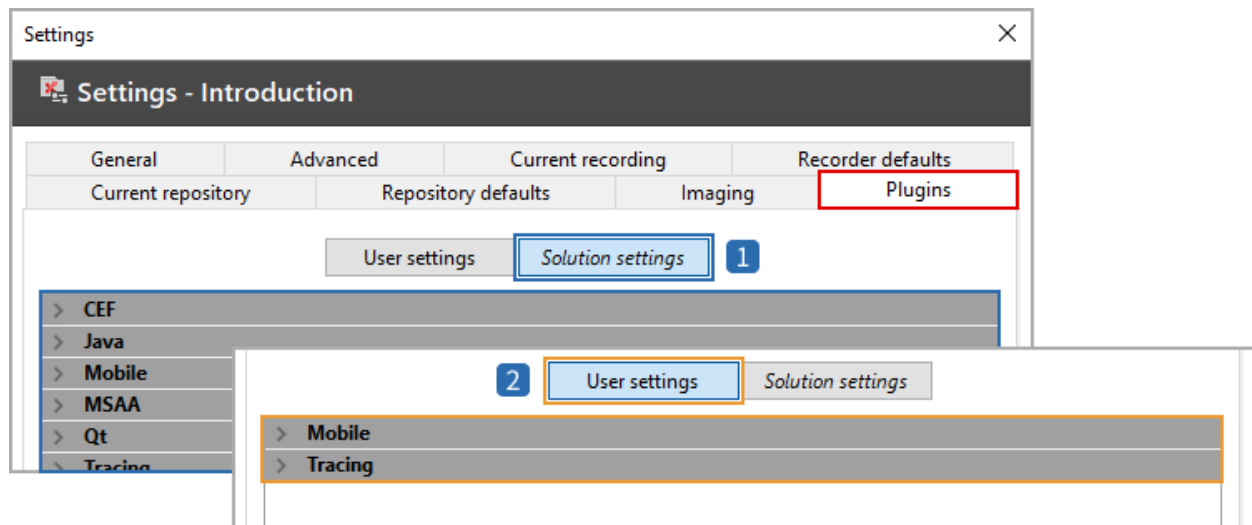 Settings
Settings - Introduction
General Advanced Current recording Recorder defaults
Current repository Repository defaults Imaging Plugins
User settings Solution settings 1
CEF
Java
Mobile
MSAA
Qt
Tracing
2 User settings Solution settings
Mobile
Tracing